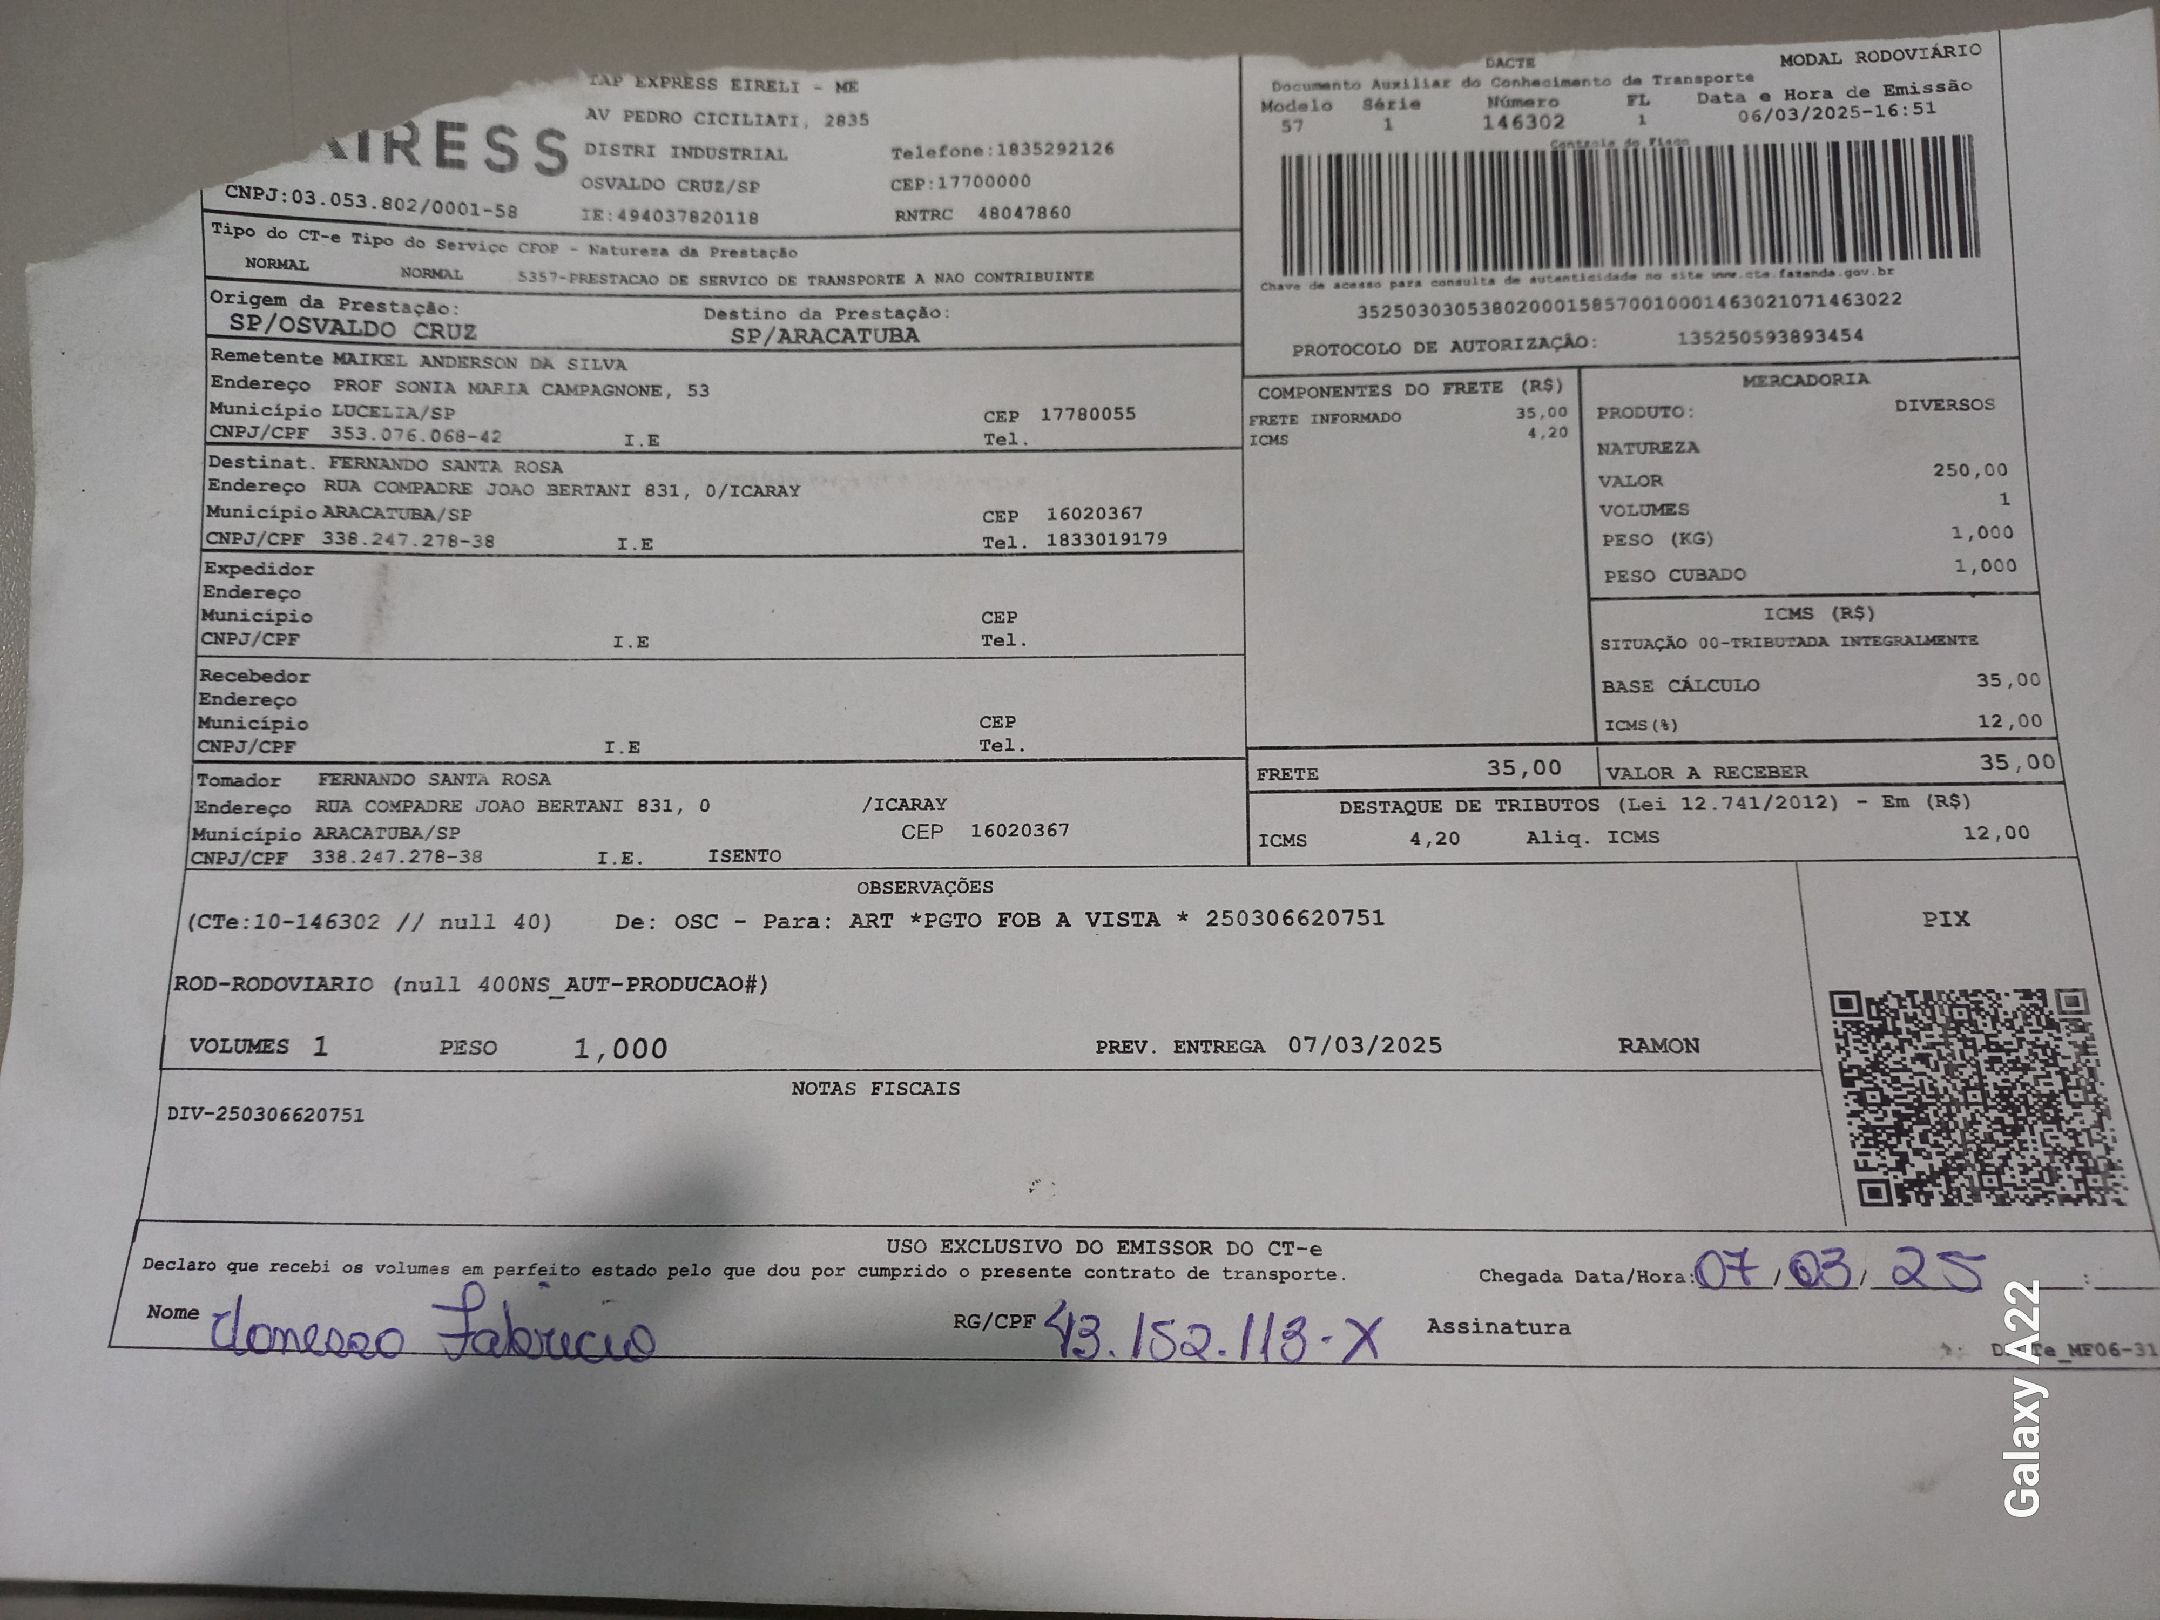 TAP EXPRESS EIRELI - ME
AV PEDRO CICILIATI, 2835
DISTRI INDUSTRIAL Telefone:1835292126
OSVALDO CRUZ/SP CEP:17700000
CNPJ:03.053.802/0001-58 IE:494037820118 RNTRC 48047860
DACTE MODAL RODOVIÁRIO
Documento Auxiliar do Conhecimento de Transporte
Modelo Série Número FL Data e Hora de Emissão
57 1 146302 1 06/03/2025-16:51
Controle do Fisco
Chave de acesso para consulta de autenticidade no site www.cte.fazenda.gov.br
35250303053802000158570010001463021071463022
PROTOCOLO DE AUTORIZAÇÃO: 135250593893454
Tipo do CT-e Tipo do Serviço CFOP - Natureza da Prestação
NORMAL NORMAL 5357-PRESTACAO DE SERVICO DE TRANSPORTE A NAO CONTRIBUINTE
Origem da Prestação: Destino da Prestação:
SP/OSVALDO CRUZ SP/ARACATUBA
Remetente MAIKEL ANDERSON DA SILVA
Endereço PROF SONIA MARIA CAMPAGNONE, 53
Município LUCELIA/SP CEP 17780055
CNPJ/CPF 353.076.068-42 I.E Tel.
Destinat. FERNANDO SANTA ROSA
Endereço RUA COMPADRE JOAO BERTANI 831, 0/ICARAY
Município ARACATUBA/SP CEP 16020367
CNPJ/CPF 338.247.278-38 I.E Tel. 1833019179
Expedidor
Endereço
Município CEP
CNPJ/CPF I.E Tel.
Recebedor
Endereço
Município CEP
CNPJ/CPF I.E Tel.
Tomador FERNANDO SANTA ROSA
Endereço RUA COMPADRE JOAO BERTANI 831, 0 /ICARAY
Município ARACATUBA/SP CEP 16020367
CNPJ/CPF 338.247.278-38 I.E. ISENTO
COMPONENTES DO FRETE (R$)
FRETE INFORMADO 35,00
ICMS 4,20
MERCADORIA
PRODUTO: DIVERSOS
NATUREZA
VALOR 250,00
VOLUMES 1
PESO (KG) 1,000
PESO CUBADO 1,000
ICMS (R$)
SITUAÇÃO 00-TRIBUTADA INTEGRALMENTE
BASE CÁLCULO 35,00
ICMS(%) 12,00
FRETE 35,00 VALOR A RECEBER 35,00
DESTAQUE DE TRIBUTOS (Lei 12.741/2012) - Em (R$)
ICMS 4,20 Aliq. ICMS 12,00
OBSERVAÇÕES
(CTe:10-146302 // null 40) De: OSC - Para: ART *PGTO FOB A VISTA * 250306620751
PIX
ROD-RODOVIARIO (null 400NS_AUT-PRODUCAO#)
VOLUMES 1 PESO 1,000 PREV. ENTREGA 07/03/2025 RAMON
NOTAS FISCAIS
DIV-250306620751
USO EXCLUSIVO DO EMISSOR DO CT-e
Declaro que recebi os volumes em perfeito estado pelo que dou por cumprido o presente contrato de transporte. Chegada Data/Hora: 07/03/25 :
Nome Fabricio RG/CPF 43.152.113-X Assinatura
Galaxy A22